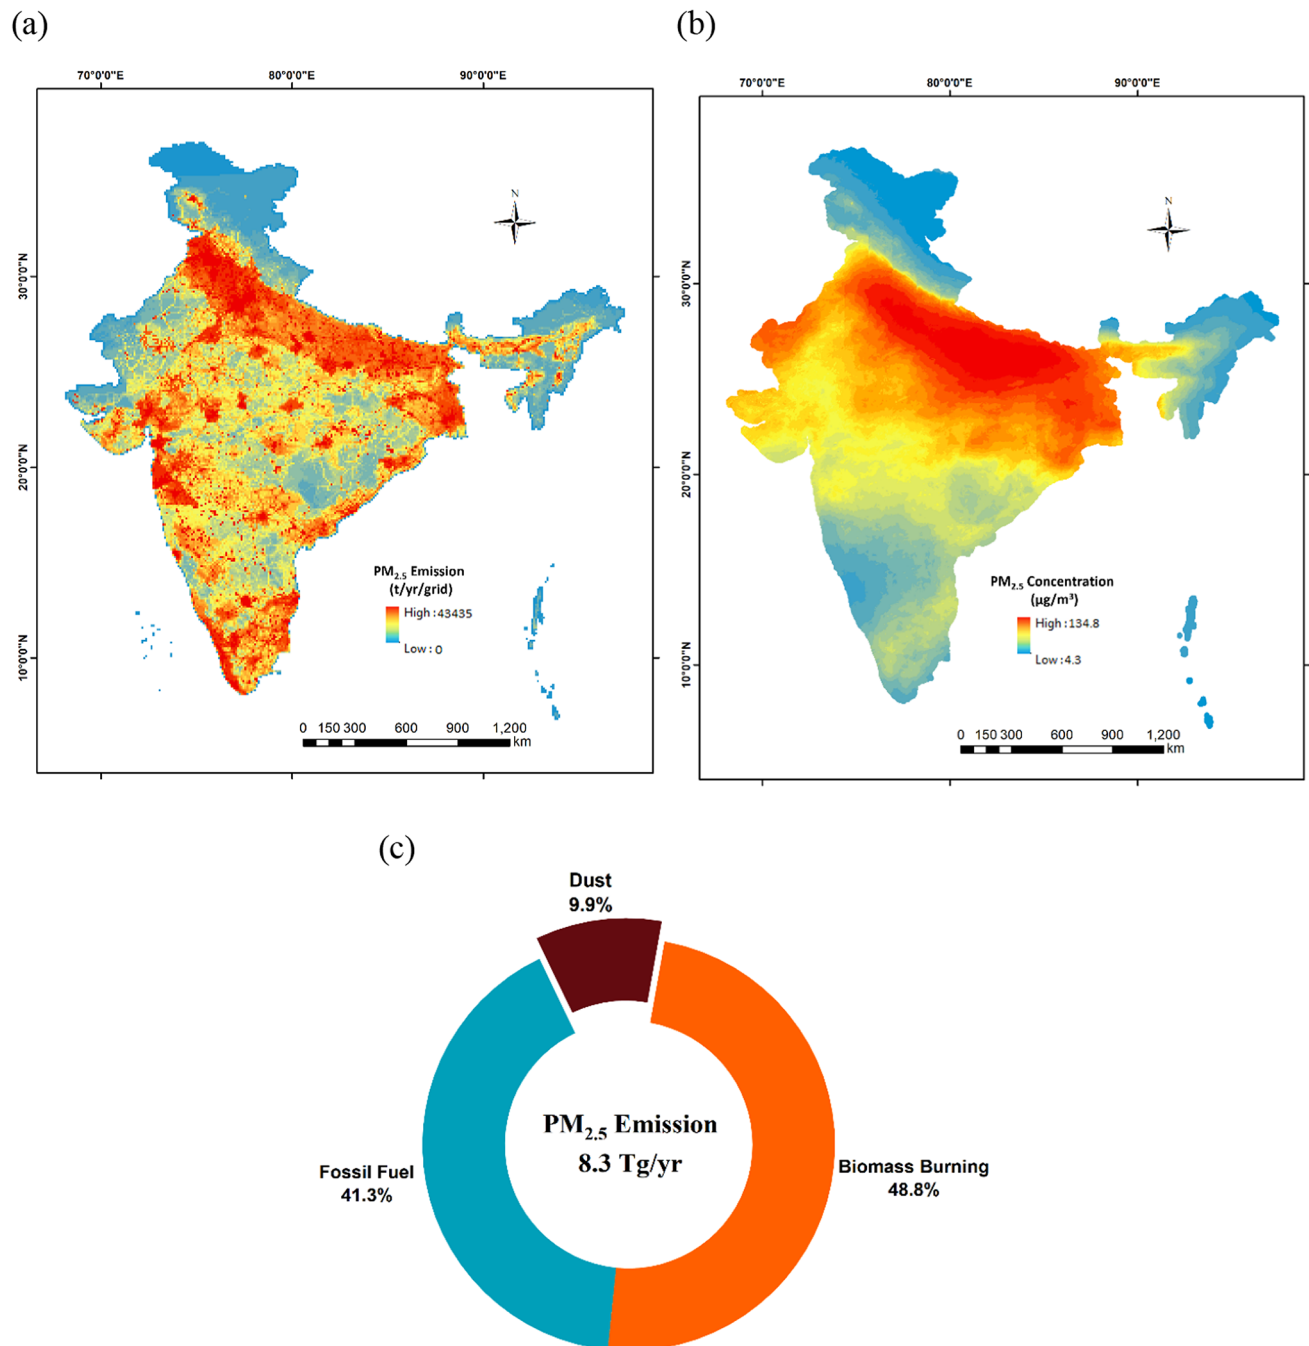 (a)
(b)
70°0'0"E 80°0'0"E 90°0'0"E
70°0'0"E 80°0'0"E 90°0'0"E
N
N
30°0'0"N
20°0'0"N
10°0'0"N
30°0'0"N
20°0'0"N
10°0'0"N
PM2.5 Emission
(t/yr/grid)
High : 43435
Low : 0
0 150 300 600 900 1,200
km
PM2.5 Concentration
(µg/m³)
High : 134.8
Low : 4.3
0 150 300 600 900 1,200
km
(c)
Dust
9.9%
PM2.5 Emission
8.3 Tg/yr
Fossil Fuel
41.3%
Biomass Burning
48.8%